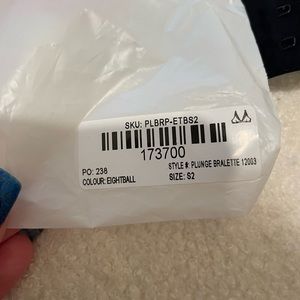 SKU: PLBRP-ETBS2
173700
PO: 238 STYLE #: PLUNGE BRALETTE 12003
COLOUR: EIGHTBALL SIZE: S2